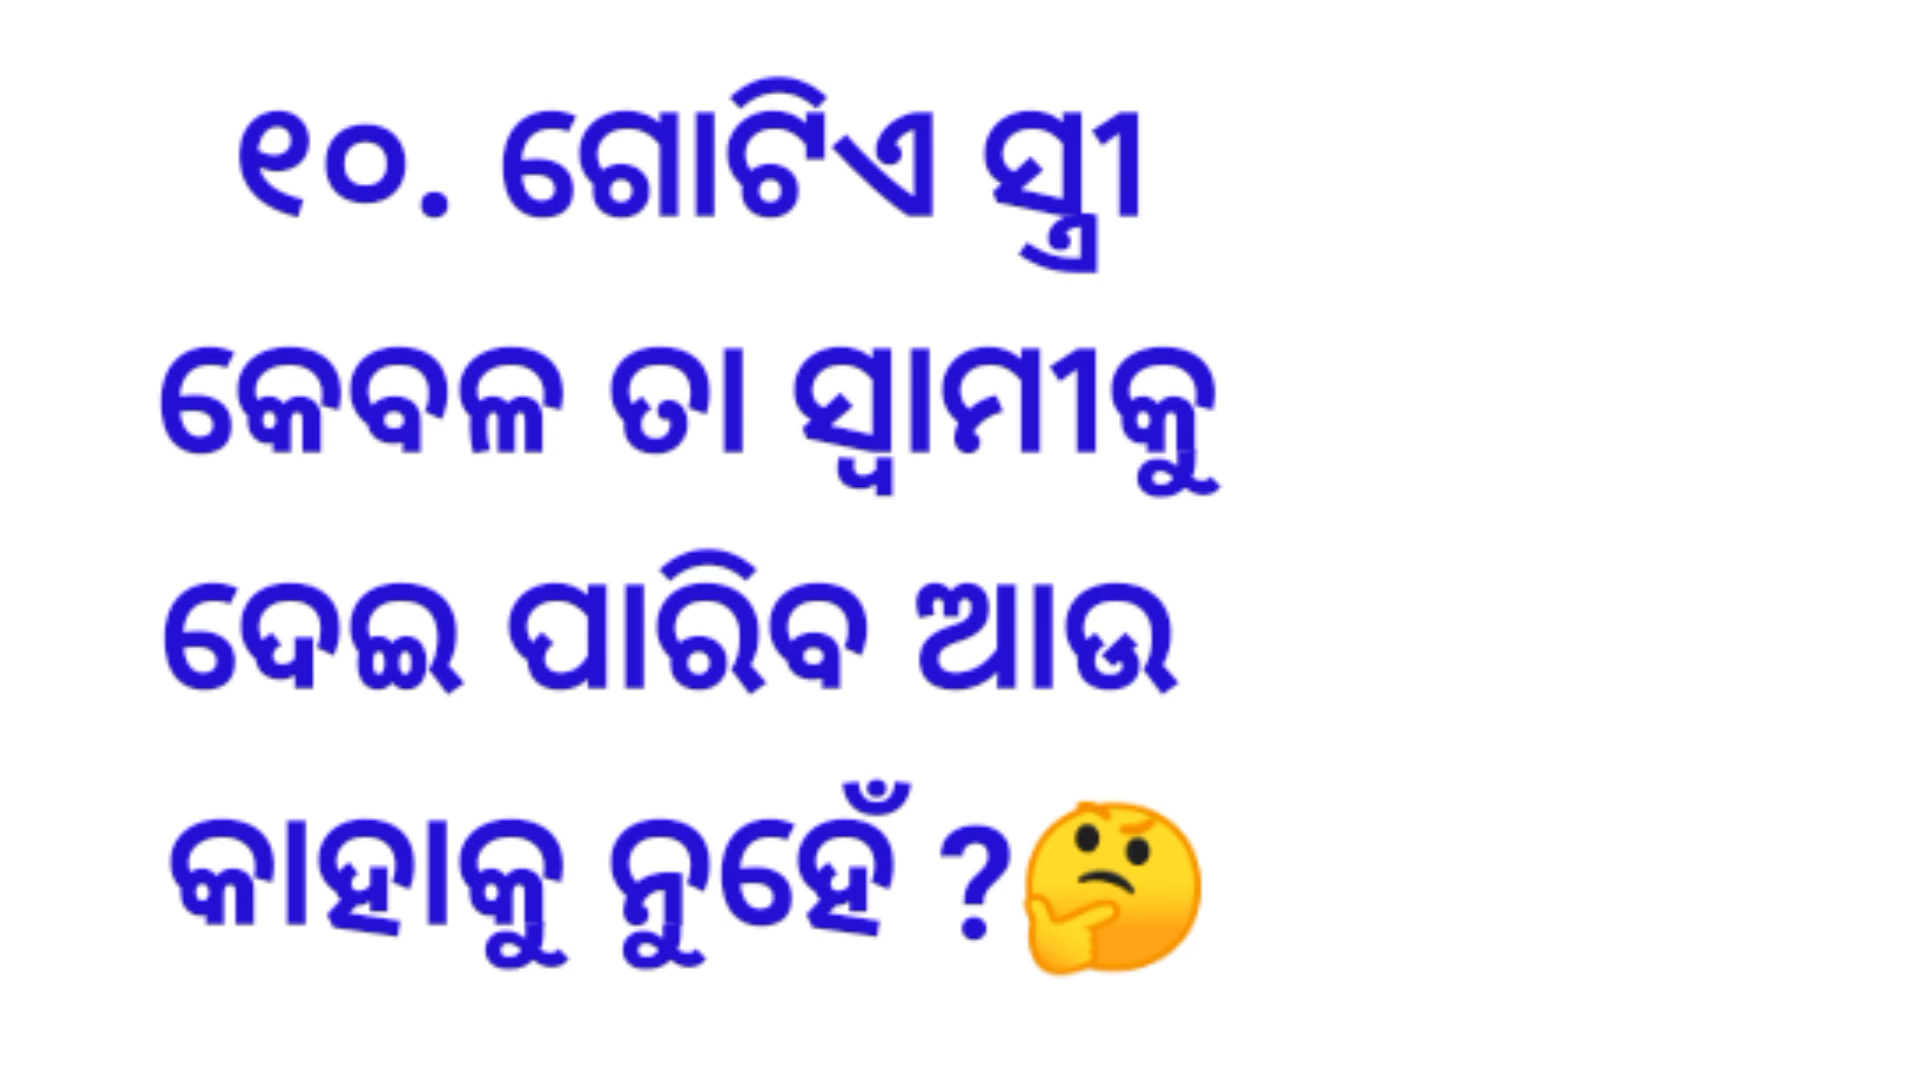 ୧୦. ଗୋଟିଏ ସ୍ତ୍ରୀ
କେବଳ ତା ସ୍ୱାମୀକୁ
ଦେଇ ପାରିବ ଆଉ
କାହାକୁ ନୁହେଁ ?🤔